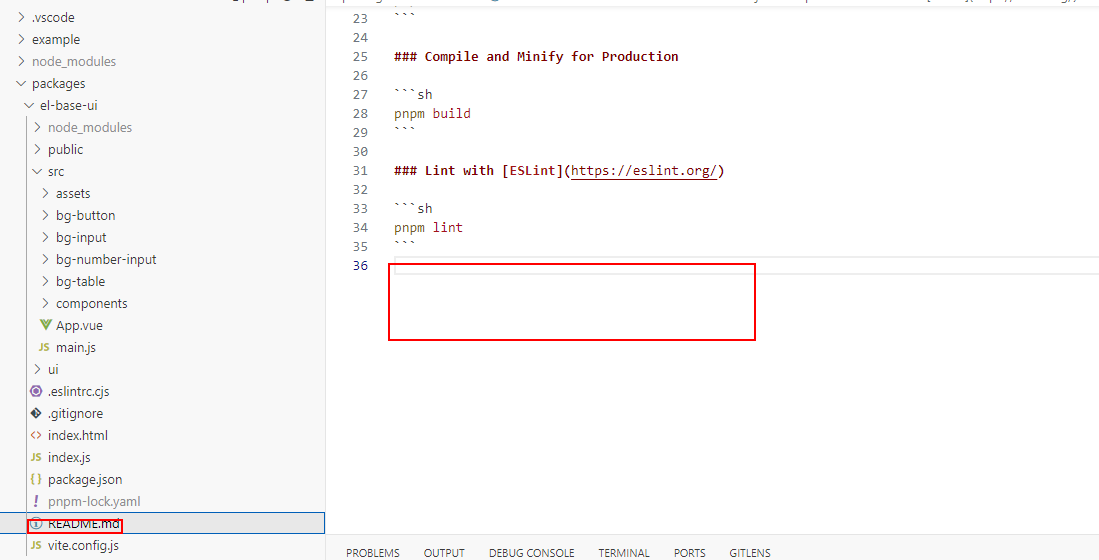 .vscode
example
node_modules
packages
el-base-ui
node_modules
public
src
assets
bg-button
bg-input
bg-number-input
bg-table
components
App.vue
JS main.js
ui
.eslintrc.cjs
.gitignore
<> index.html
JS index.js
{} package.json
! pnpm-lock.yaml
README.md
JS vite.config.js
23 ```
24
25 ### Compile and Minify for Production
26
27 ```sh
28 pnpm build
29 ```
30
31 ### Lint with [ESLint](https://eslint.org/)
32
33 ```sh
34 pnpm lint
35 ```
36
PROBLEMS OUTPUT DEBUG CONSOLE TERMINAL PORTS GITLENS